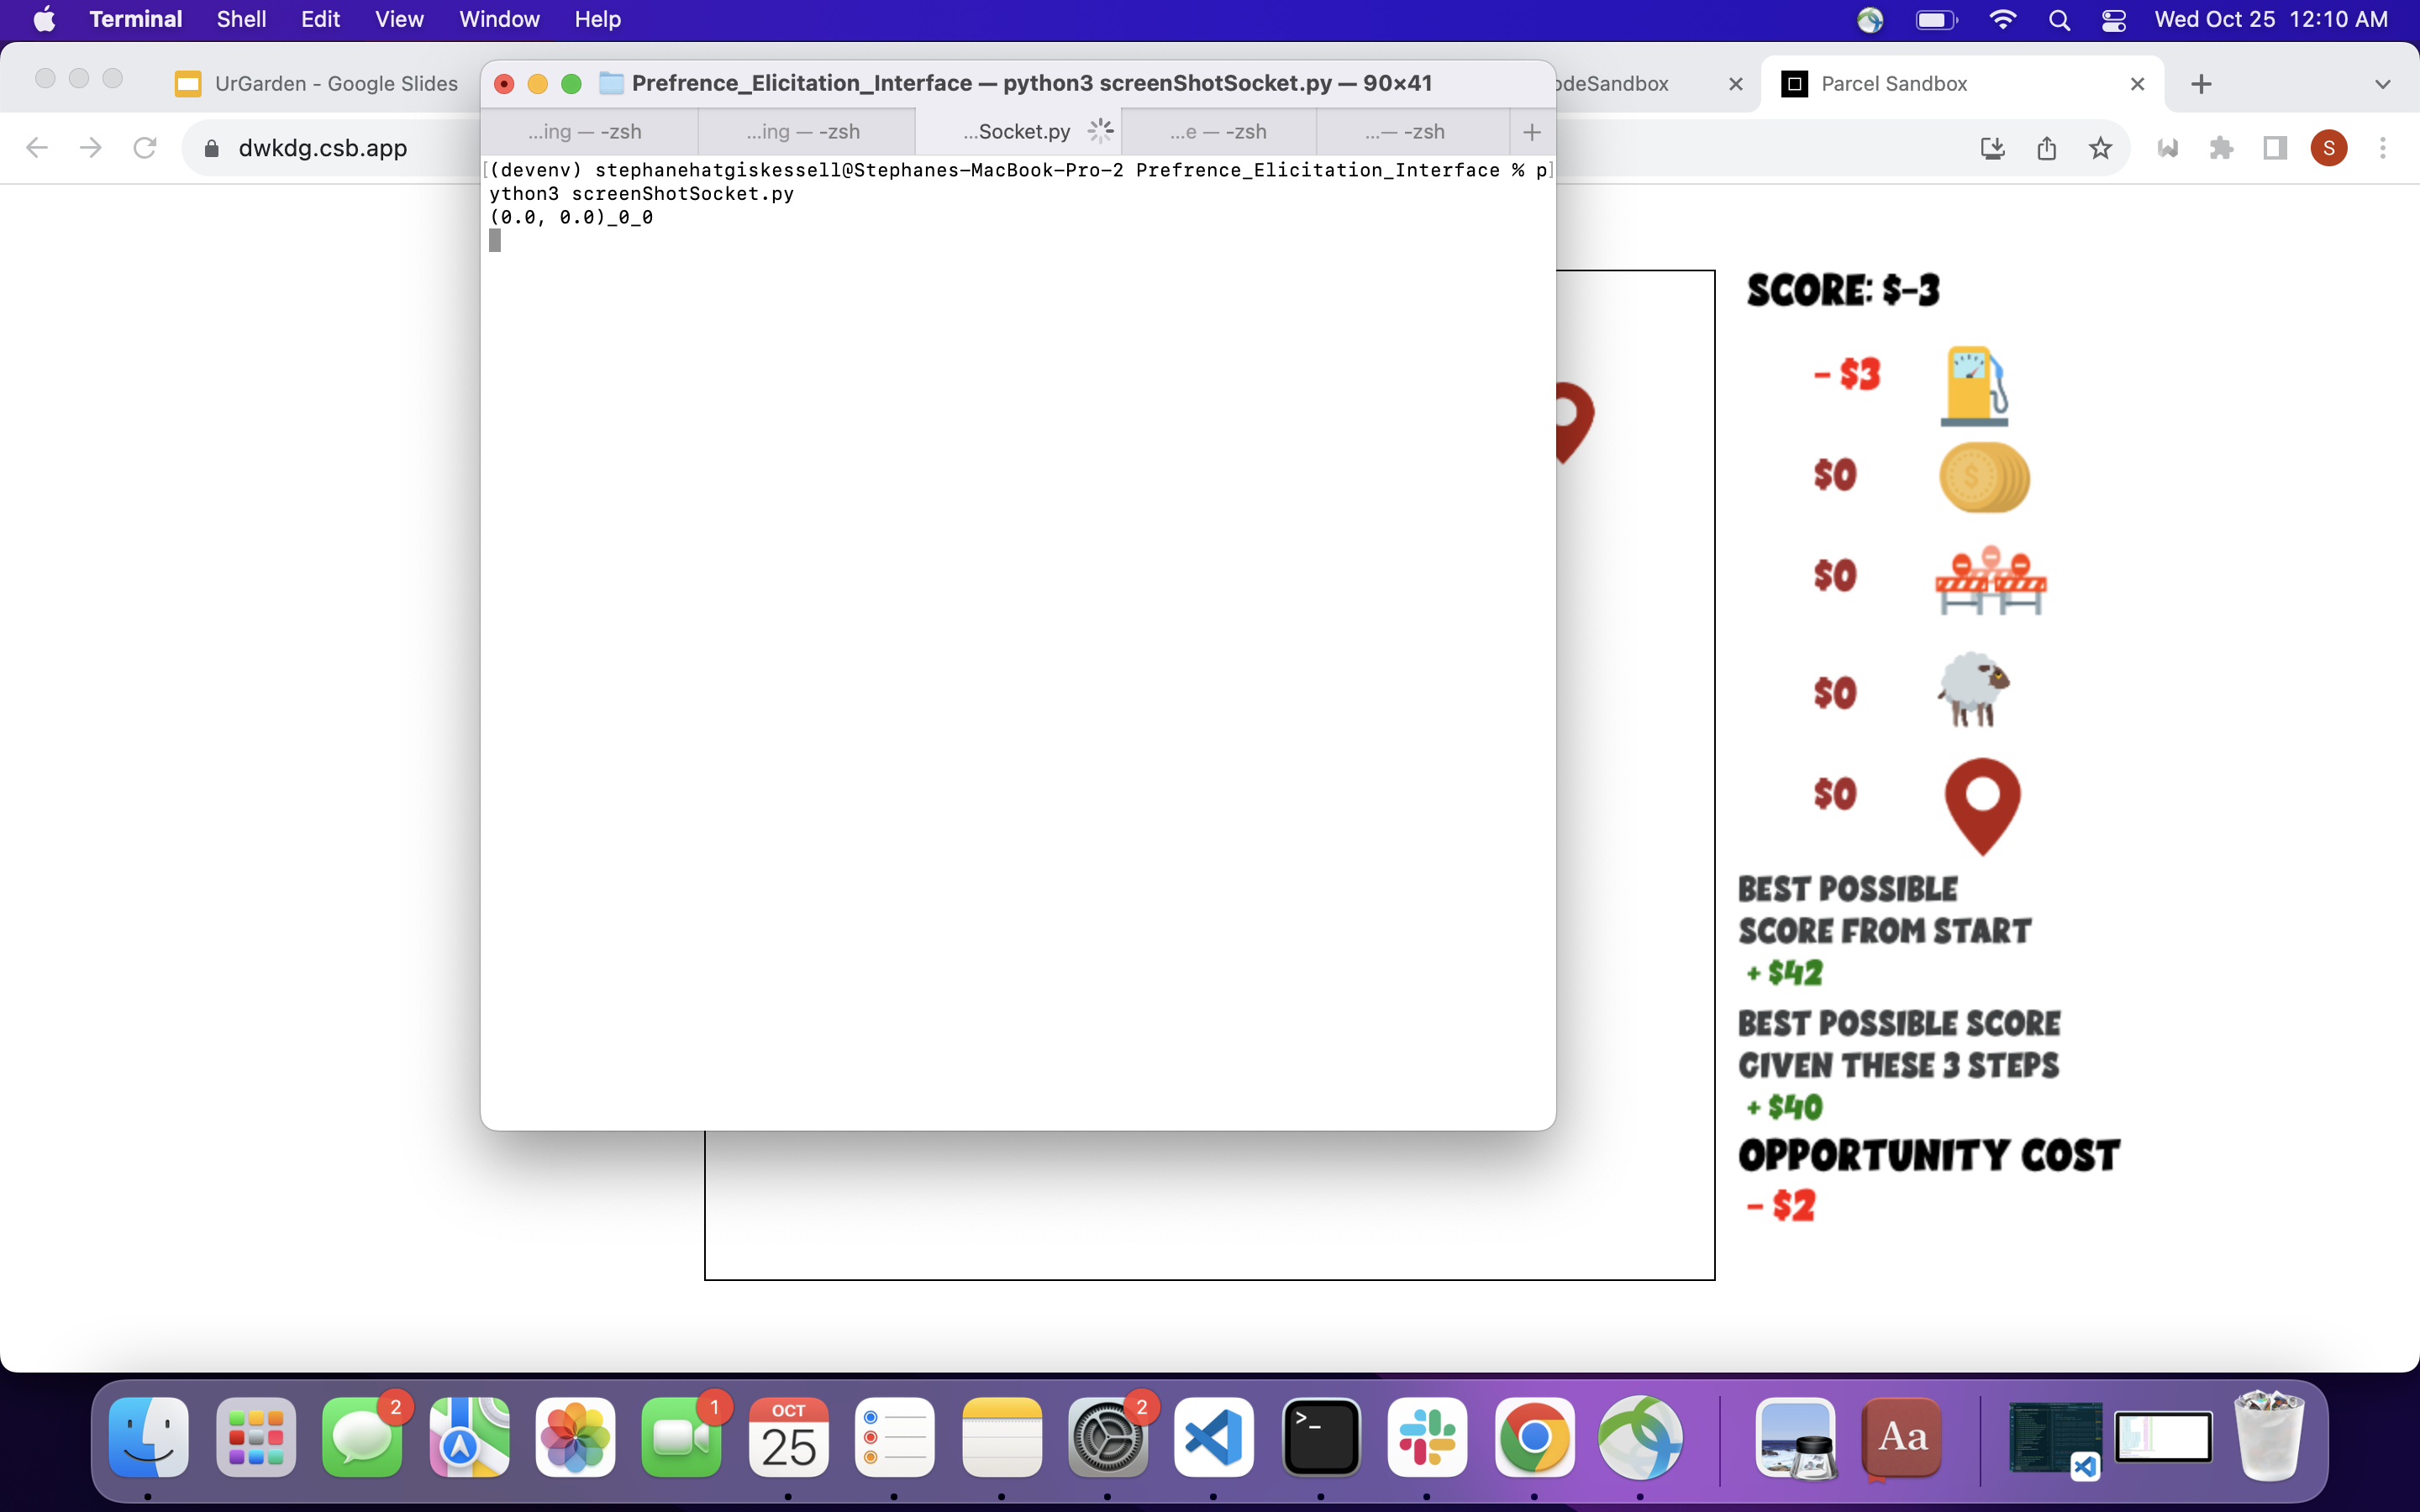 Terminal Shell Edit View Window Help Wed Oct 25 12:10 AM
UrGarden - Google Slides
Prefrence_Elicitation_Interface — python3 screenShotSocket.py — 90×41
odeSandbox
Parcel Sandbox
...ing — -zsh
...ing — -zsh
...Socket.py
...e — -zsh
...— -zsh
dwkdg.csb.app
S
(devenv) stephanehatgiskessell@Stephanes-MacBook-Pro-2 Prefrence_Elicitation_Interface % p
ython3 screenShotSocket.py
(0.0, 0.0)_0_0
SCORE: $-3
- $3
$0
$0
$0
$0
BEST POSSIBLE
SCORE FROM START
+ $42
BEST POSSIBLE SCORE
GIVEN THESE 3 STEPS
+ $40
OPPORTUNITY COST
- $2
2
1
OCT
25
2
>_
Aa